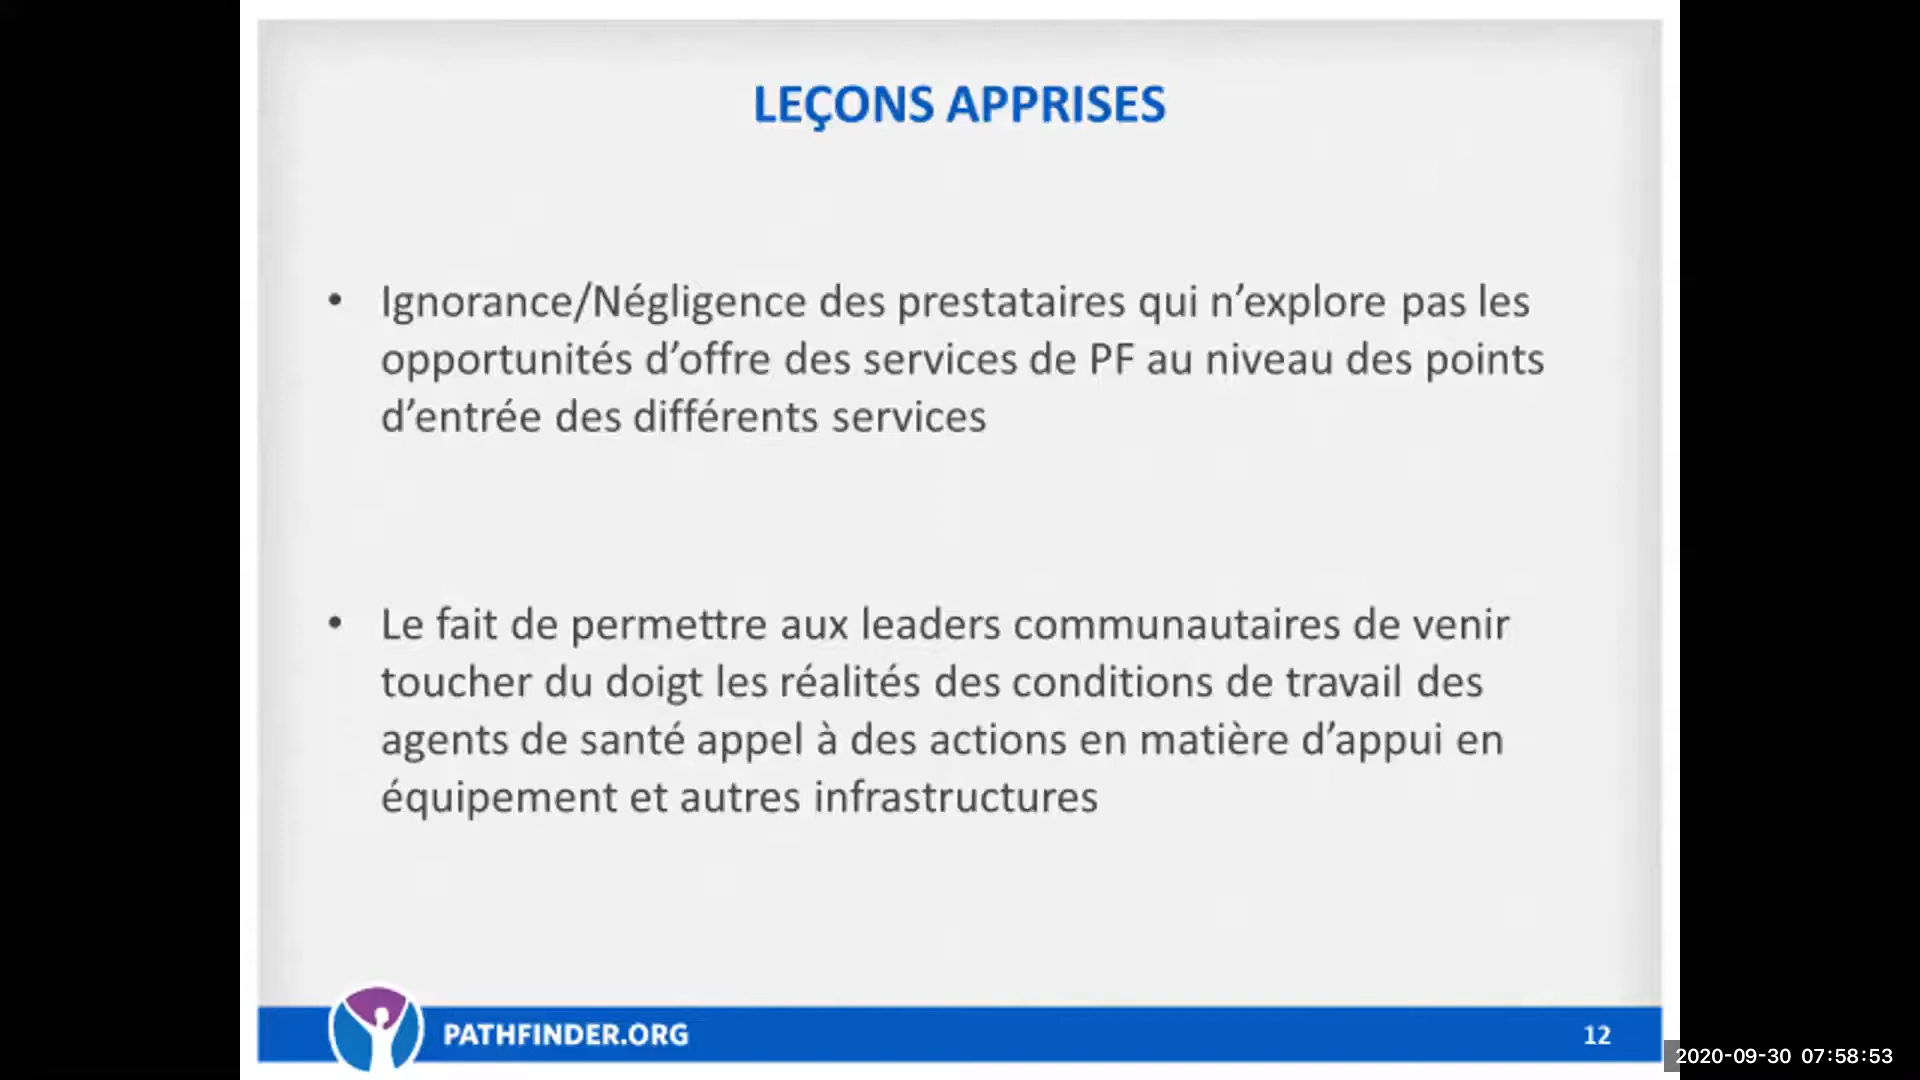 LEÇONS APPRISES
• Ignorance/Négligence des prestataires qui n’explore pas les
opportunités d’offre des services de PF au niveau des points
d’entrée des différents services
• Le fait de permettre aux leaders communautaires de venir
toucher du doigt les réalités des conditions de travail des
agents de santé appel à des actions en matière d’appui en
équipement et autres infrastructures
PATHFINDER.ORG
12
2020-09-30 07:58:53